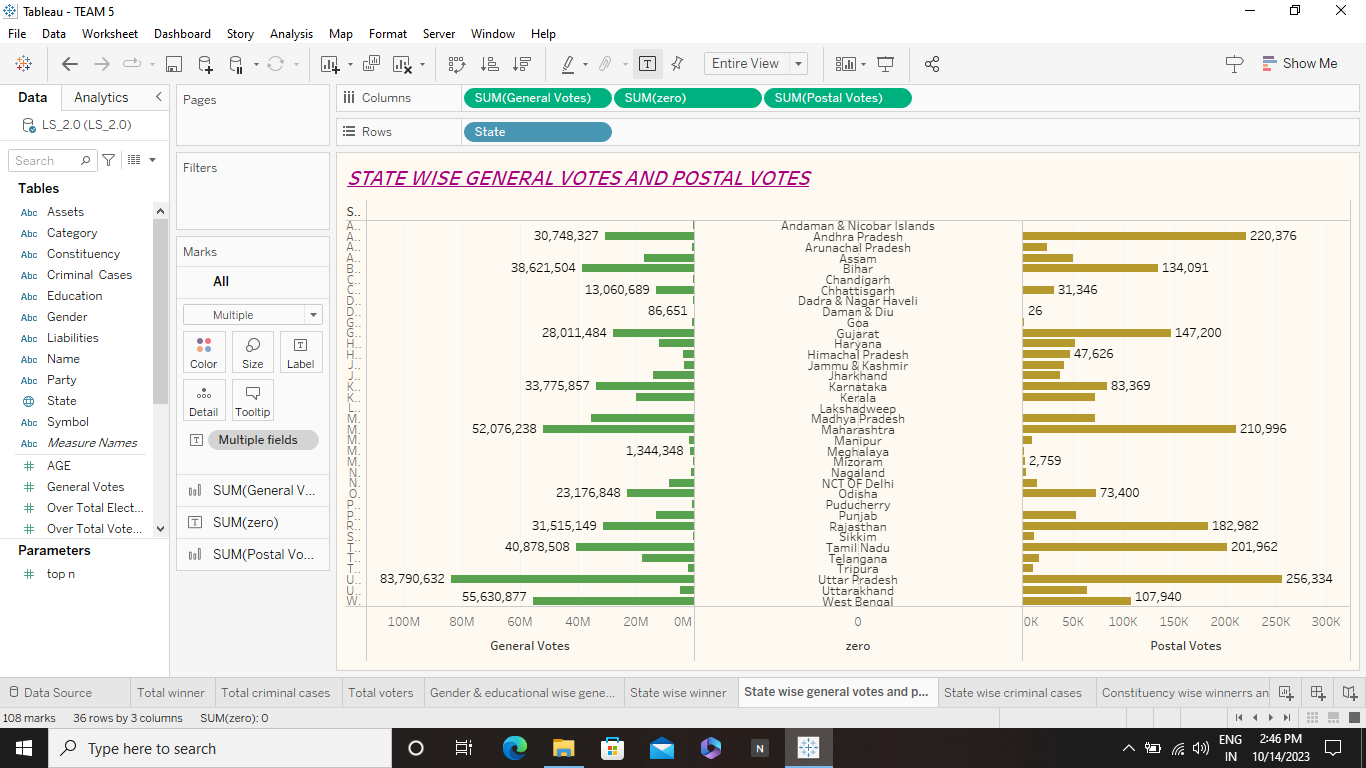 Tableau - TEAM 5
File Data Worksheet Dashboard Story Analysis Map Format Server Window Help
Entire View
Show Me
Data Analytics
Pages
Columns SUM(General Votes) SUM(zero) SUM(Postal Votes)
LS_2.0 (LS_2.0)
Rows State
Search
Filters
Tables
Abc Assets
Abc Category
Abc Constituency
Abc Criminal Cases
Abc Education
Abc Gender
Abc Liabilities
Abc Name
Abc Party
State
Abc Symbol
Abc Measure Names
# AGE
# General Votes
# Over Total Elect...
# Over Total Vote...
Parameters
# top n
Marks
All
Multiple
Color Size Label
Detail Tooltip
Multiple fields
SUM(General V...
SUM(zero)
SUM(Postal Vo...
STATE WISE GENERAL VOTES AND POSTAL VOTES
S..
A.. Andaman & Nicobar Islands
A.. 30,748,327 Andhra Pradesh 220,376
A.. Arunachal Pradesh
A.. Assam
B.. 38,621,504 Bihar 134,091
C.. Chandigarh
C.. 13,060,689 Chhattisgarh 31,346
D.. Dadra & Nagar Haveli
D.. 86,651 Daman & Diu 26
G.. Goa
G.. 28,011,484 Gujarat 147,200
H.. Haryana
H.. Himachal Pradesh 47,626
J.. Jammu & Kashmir
J.. Jharkhand
K.. 33,775,857 Karnataka 83,369
K.. Kerala
L.. Lakshadweep
M.. Madhya Pradesh
M.. 52,076,238 Maharashtra 210,996
M.. Manipur
M.. 1,344,348 Meghalaya
M.. Mizoram 2,759
N.. Nagaland
N.. NCT OF Delhi
O.. 23,176,848 Odisha 73,400
P.. Puducherry
P.. Punjab
R.. 31,515,149 Rajasthan 182,982
S.. Sikkim
T.. 40,878,508 Tamil Nadu 201,962
T.. Telangana
T.. Tripura
U.. 83,790,632 Uttar Pradesh 256,334
U.. Uttarakhand
W.. 55,630,877 West Bengal 107,940
100M 80M 60M 40M 20M 0M 0 0K 50K 100K 150K 200K 250K 300K
General Votes zero Postal Votes
Data Source Total winner Total criminal cases Total voters Gender & educational wise gene... State wise winner State wise general votes and p... State wise criminal cases Constituency wise winnerrs an
108 marks 36 rows by 3 columns SUM(zero): 0
Type here to search
N
ENG
IN
2:46 PM
10/14/2023